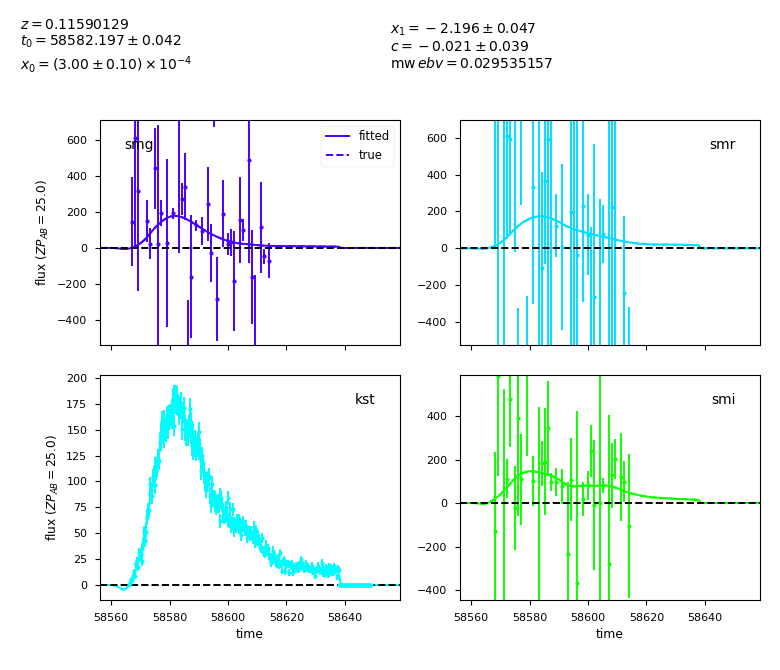 z = 0.11590129
t0 = 58582.197 ± 0.042
x0 = (3.00 ± 0.10) × 10^−4
x1 = −2.196 ± 0.047
c = −0.021 ± 0.039
mw ebv = 0.029535157
smg
fitted
true
600
400
200
0
−200
−400
flux (ZP_AB = 25.0)
smr
600
400
200
0
−200
−400
kst
200
175
150
125
100
75
50
25
0
flux (ZP_AB = 25.0)
58560 58580 58600 58620 58640
time
smi
400
200
0
−200
−400
58560 58580 58600 58620 58640
time